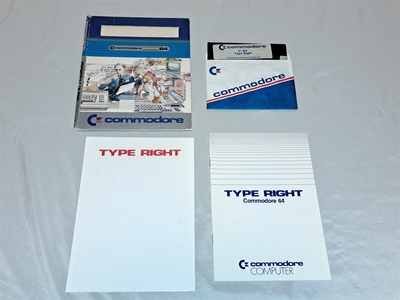 commodore 64
commodore
commodore
C-64
Type Right
commodore
TYPE RIGHT
TYPE RIGHT
Commodore 64
commodore
COMPUTER